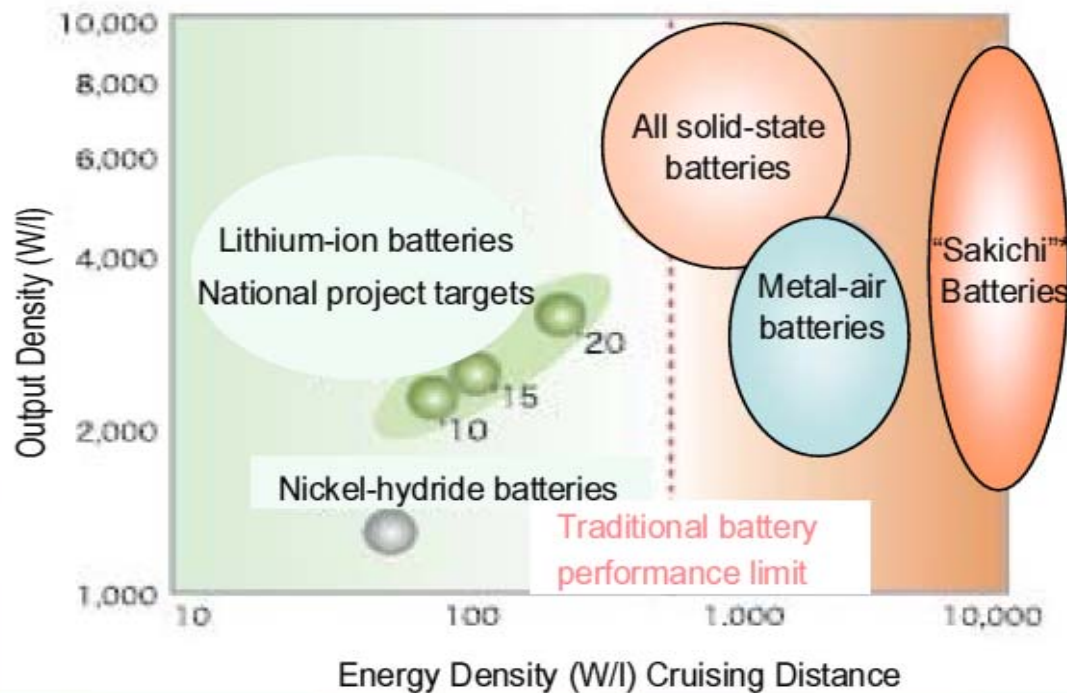 10,000
8,000
6,000
4,000
2,000
1,000
Output Density (W/l)
All solid-state
batteries
Lithium-ion batteries
National project targets
"Sakichi"*
Batteries
Metal-air
batteries
'20
'15
'10
Nickel-hydride batteries
Traditional battery
performance limit
10
100
1.000
10,000
Energy Density (W/l) Cruising Distance